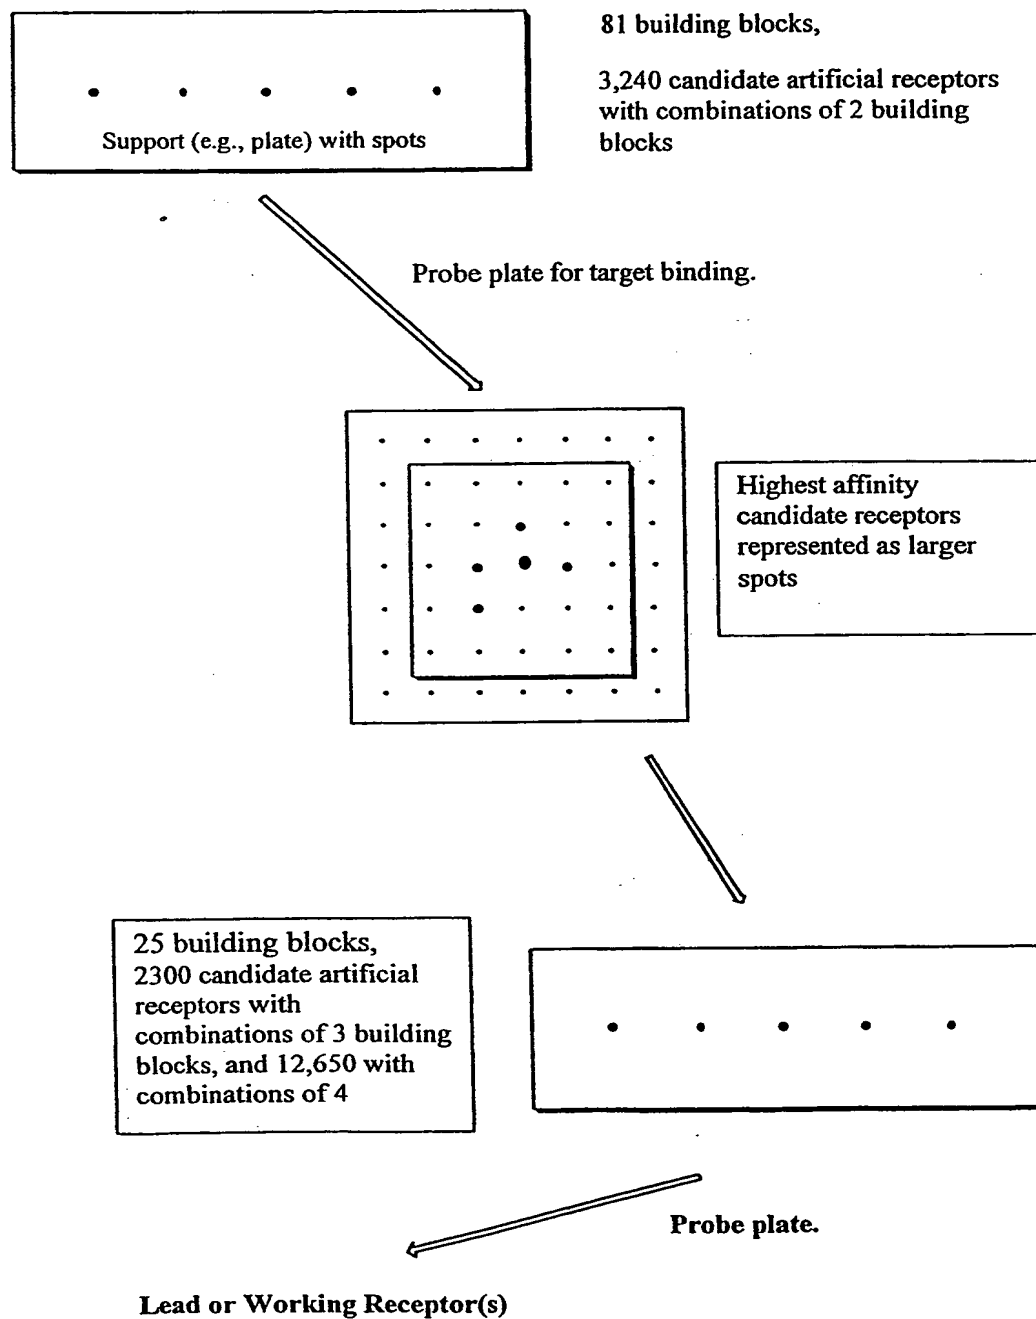 81 building blocks,
3,240 candidate artificial receptors
with combinations of 2 building
blocks
Support (e.g., plate) with spots
Probe plate for target binding.
Highest affinity
candidate receptors
represented as larger
spots
25 building blocks,
2300 candidate artificial
receptors with
combinations of 3 building
blocks, and 12,650 with
combinations of 4
Probe plate.
Lead or Working Receptor(s)